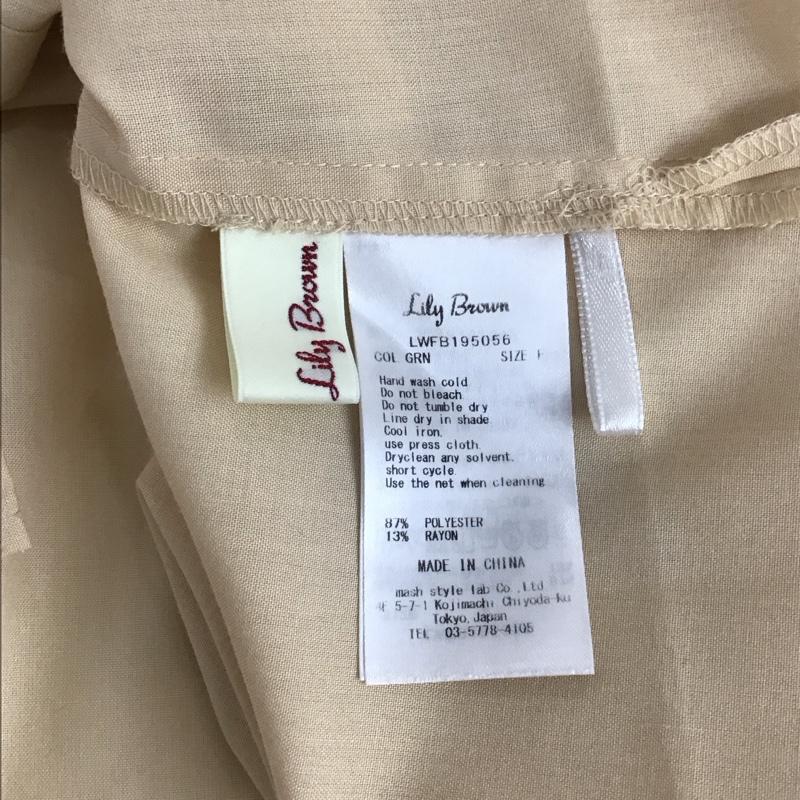 Lily Brown
Lily Brown
LWFB195056
COL GRN SIZE F
Hand wash cold
Do not bleach
Do not tumble dry
Line dry in shade
Cool iron.
use press cloth.
Dryclean any solvent.
short cycle.
Use the net when cleaning
87% POLYESTER
13% RAYON
MADE IN CHINA
mash style lab Co.,Ltd
5-7-1 Kojimachi Chiyoda-ku
Tokyo, Japan
TEL 03-5778-4105